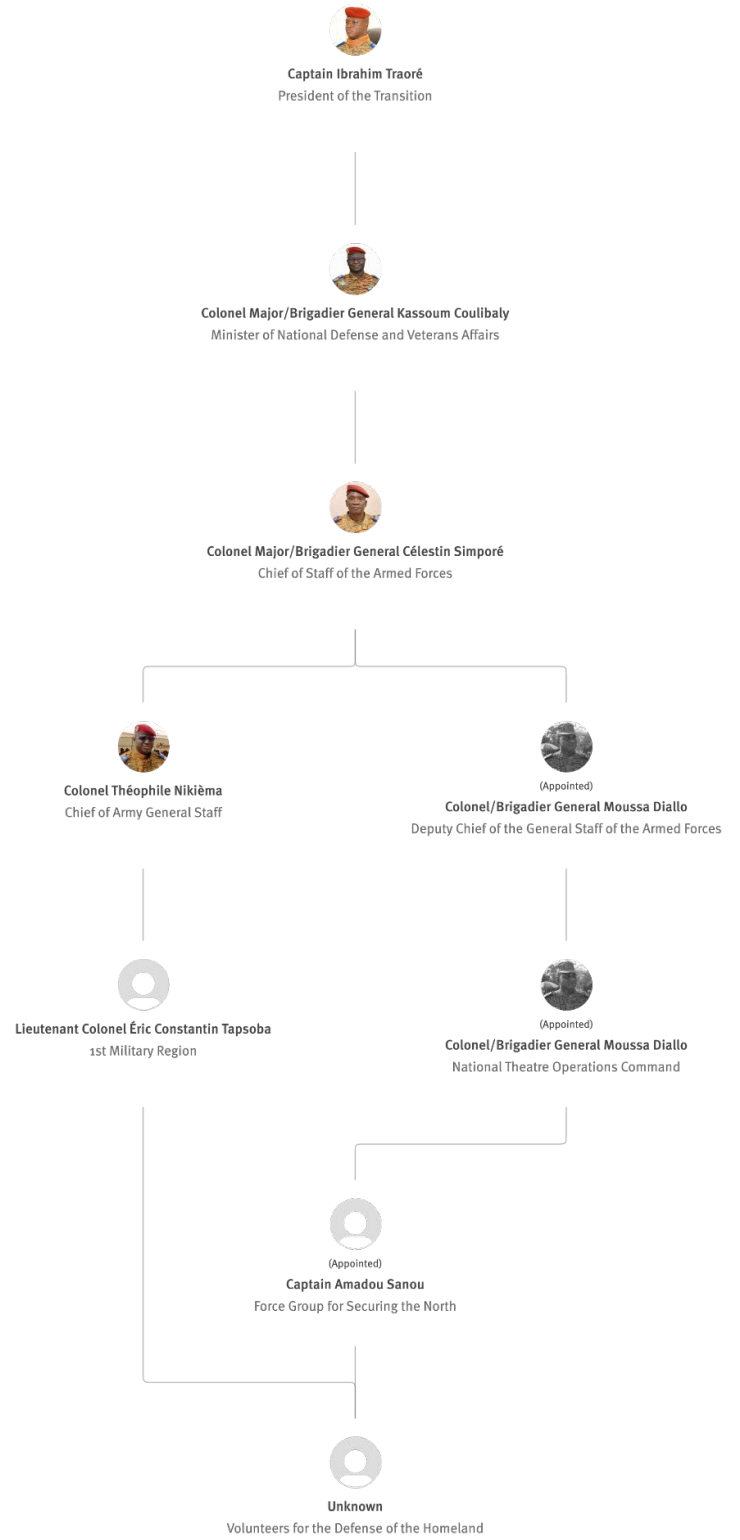 Captain Ibrahim Traoré
President of the Transition
Colonel Major/Brigadier General Kassoum Coulibaly
Minister of National Defense and Veterans Affairs
Colonel Major/Brigadier General Célestin Simporé
Chief of Staff of the Armed Forces
Colonel Théophile Nikièma
Chief of Army General Staff
(Appointed)
Colonel/Brigadier General Moussa Diallo
Deputy Chief of the General Staff of the Armed Forces
Lieutenant Colonel Éric Constantin Tapsoba
1st Military Region
(Appointed)
Colonel/Brigadier General Moussa Diallo
National Theatre Operations Command
(Appointed)
Captain Amadou Sanou
Force Group for Securing the North
Unknown
Volunteers for the Defense of the Homeland